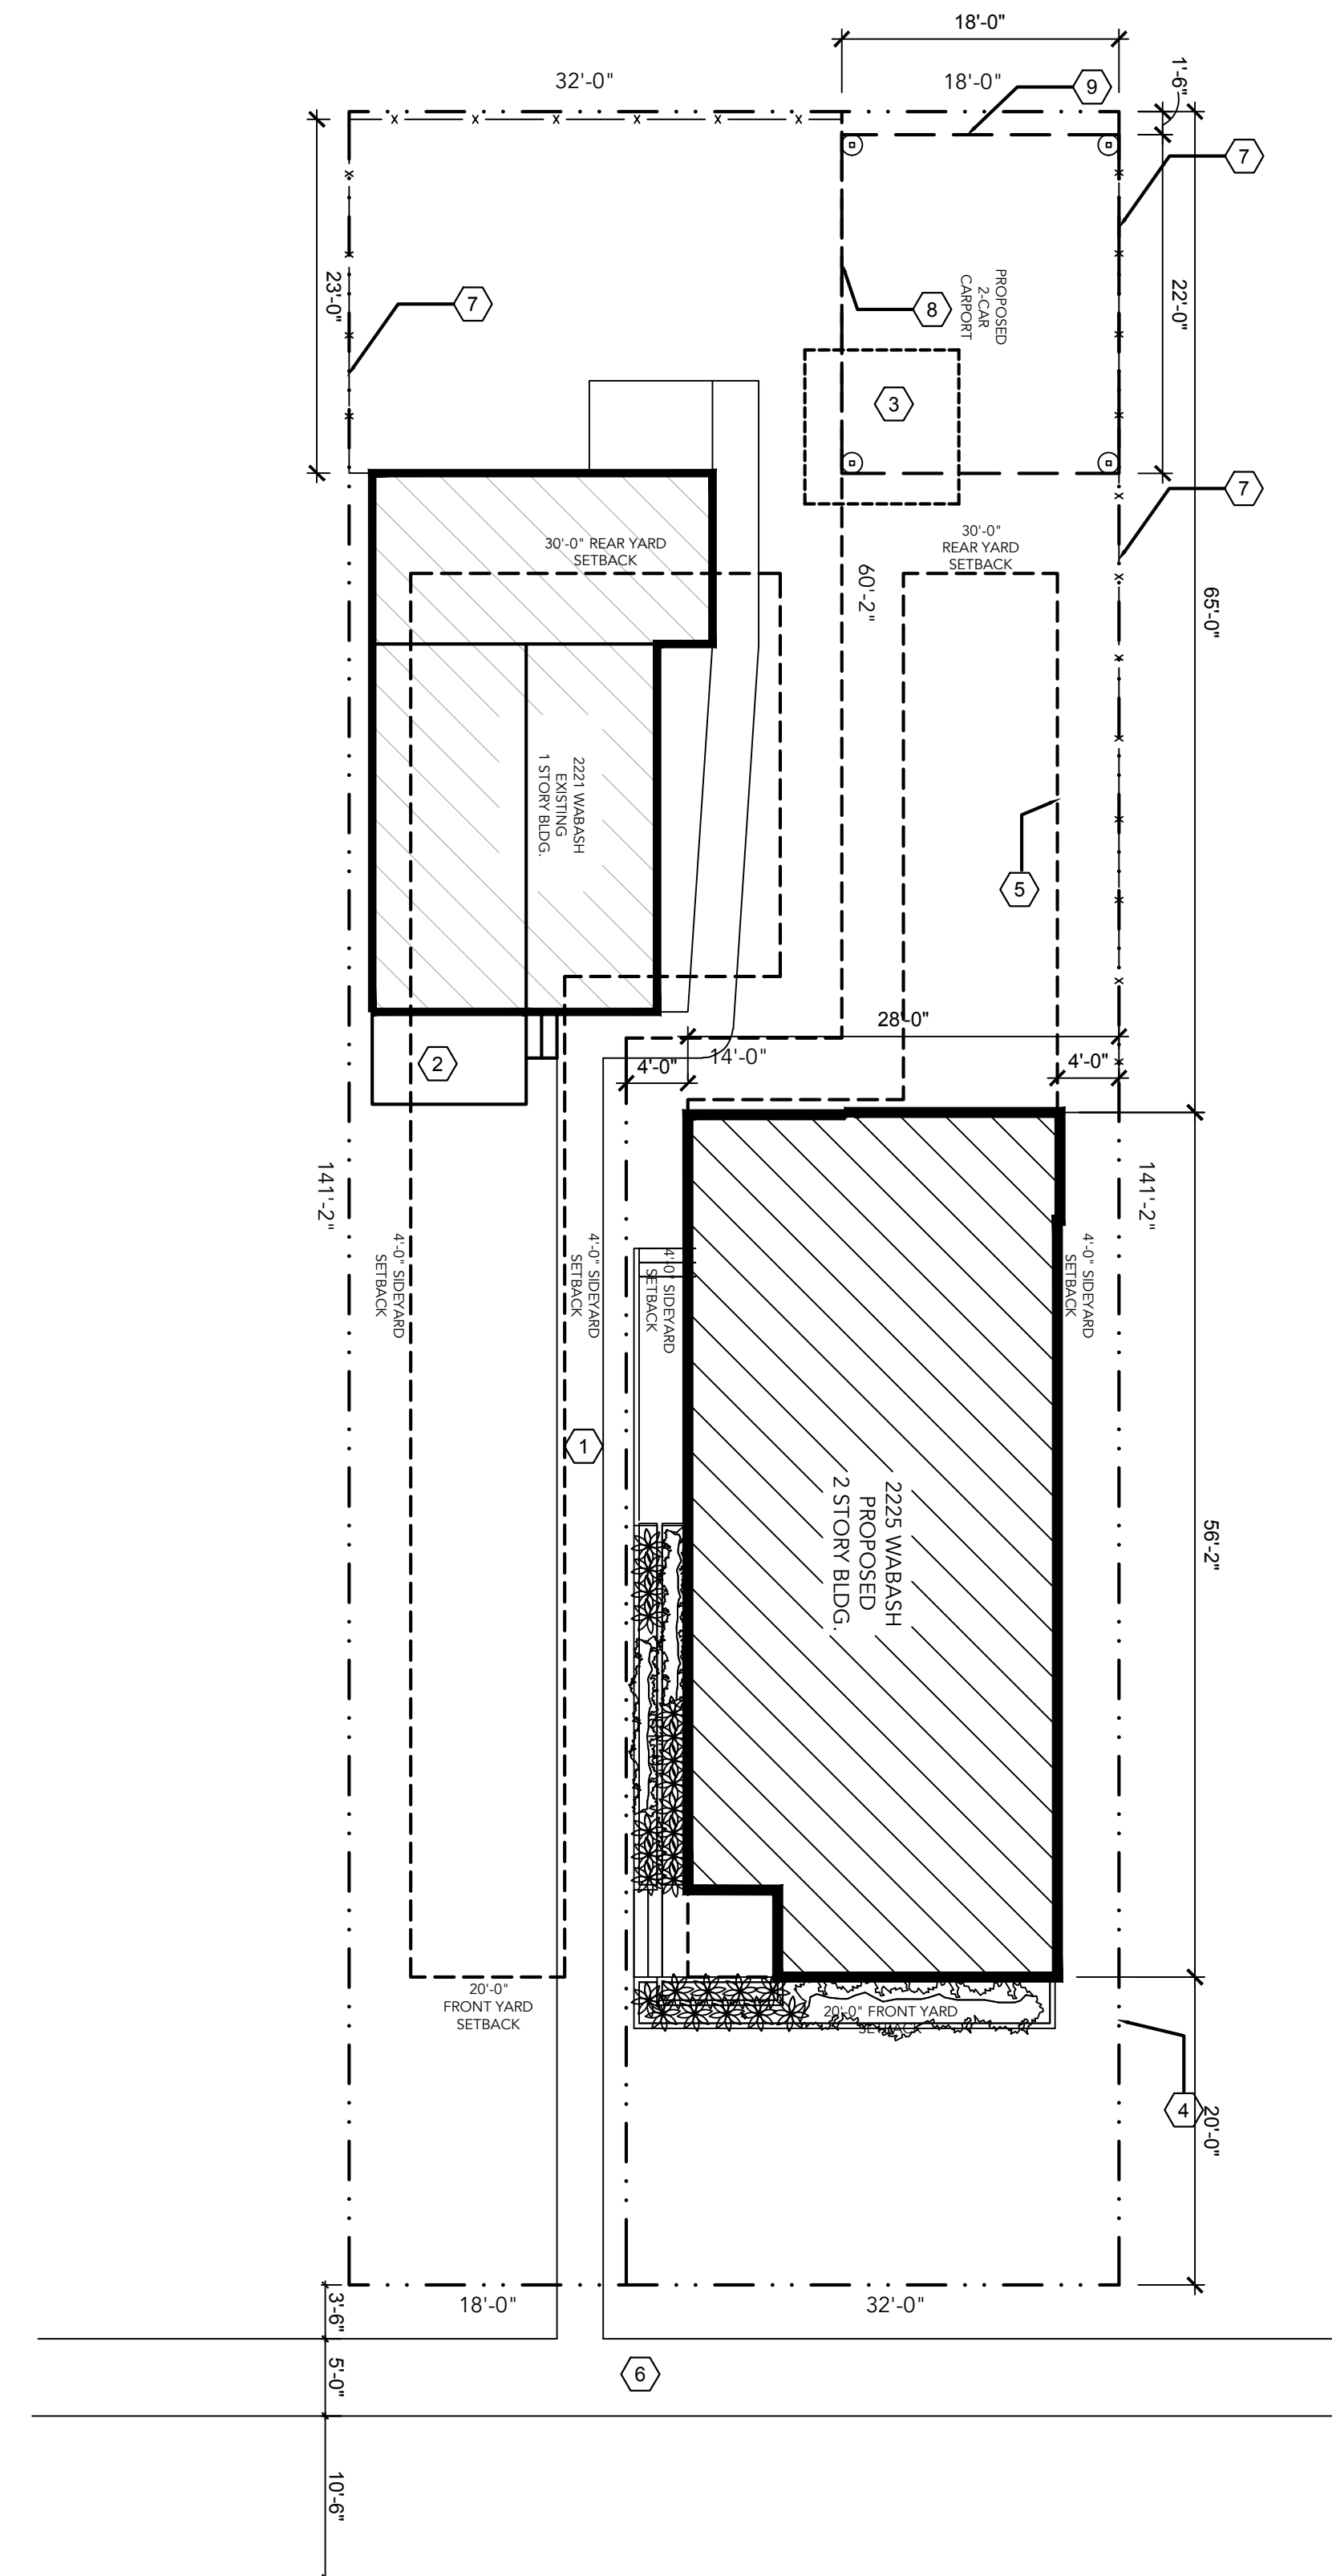 18'-0"
32'-0"
18'-0"
9
1'-6"
7
23'-0"
7
PROPOSED
2-CAR
CARPORT
22'-0"
8
3
7
30'-0" REAR YARD
SETBACK
30'-0"
REAR YARD
SETBACK
60'-2"
65'-0"
2221 WABASH
EXISTING
1 STORY BLDG.
5
28'-0"
2
4'-0"
14'-0"
4'-0"
141'-2"
141'-2"
4'-0" SIDEYARD
SETBACK
4'-0" SIDEYARD
SETBACK
4'-0" SIDEYARD
SETBACK
4'-0" SIDEYARD
SETBACK
1
2225 WABASH
PROPOSED
2 STORY BLDG.
56'-2"
20'-0"
FRONT YARD
SETBACK
20'-0" FRONT YARD
SETBACK
4
20'-0"
18'-0"
32'-0"
3'-6"
5'-0"
6
10'-6"